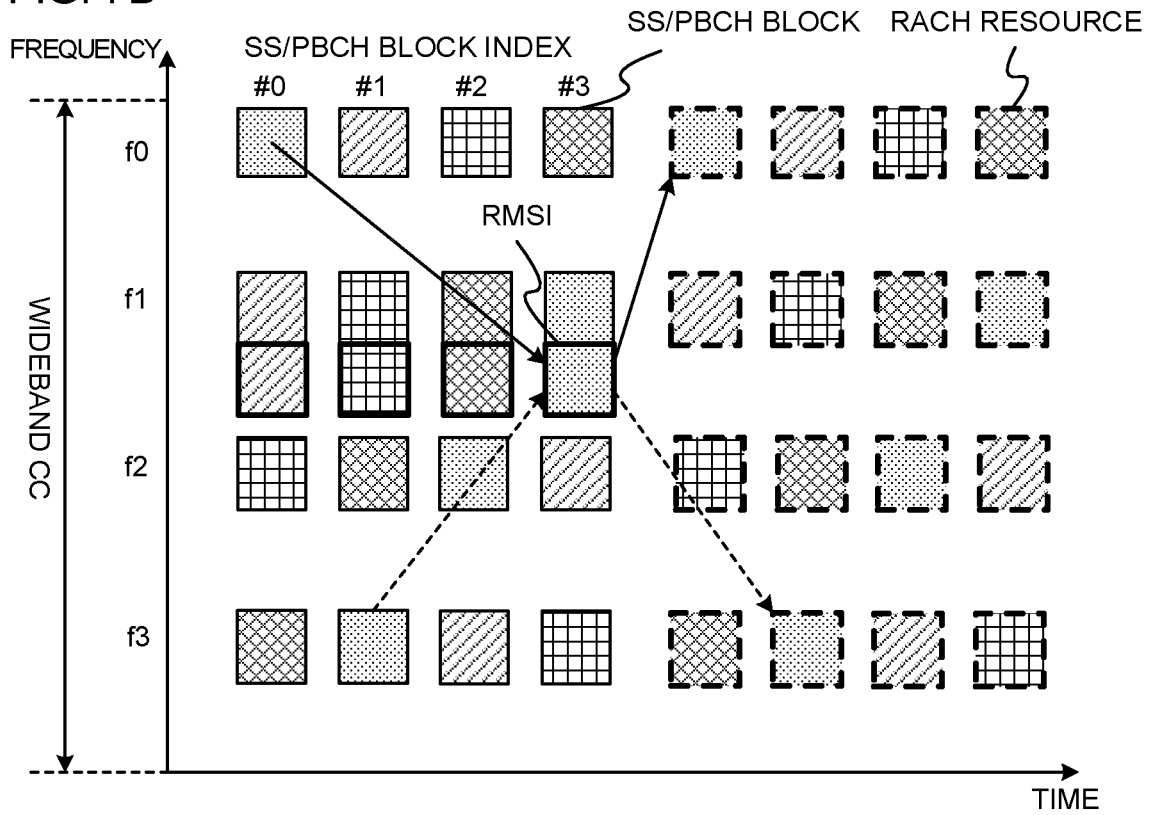 FREQUENCY
SS/PBCH BLOCK INDEX
SS/PBCH BLOCK
RACH RESOURCE
#0 #1 #2 #3
f0
RMSI
f1
WIDEBAND CC
f2
f3
TIME